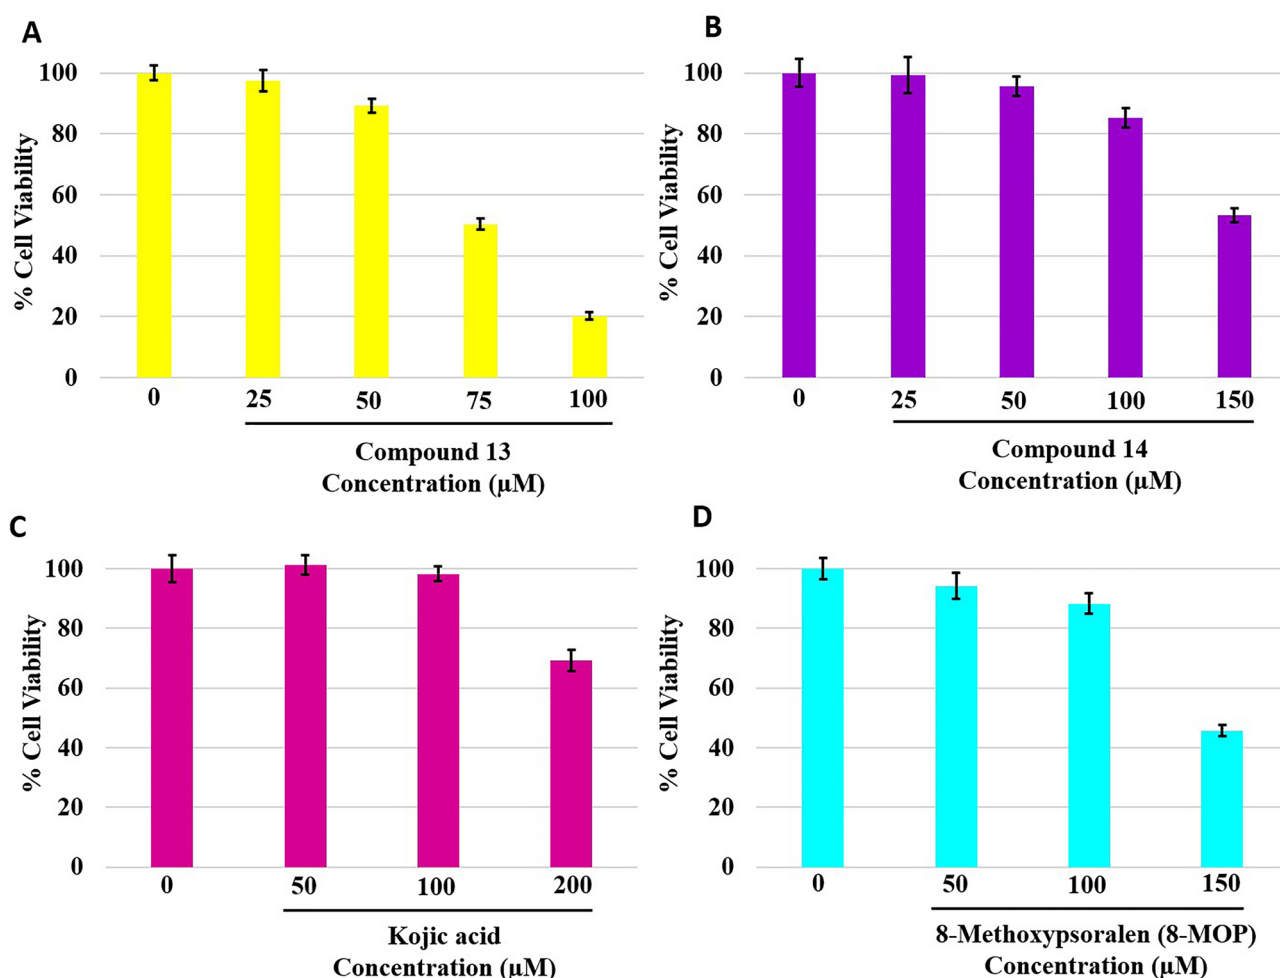 A
% Cell Viability
100
80
60
40
20
0
0 25 50 75 100
Compound 13
Concentration (µM)
B
% Cell Viability
100
80
60
40
20
0
0 25 50 100 150
Compound 14
Concentration (µM)
C
% Cell Viability
100
80
60
40
20
0
0 50 100 200
Kojic acid
Concentration (µM)
D
% Cell Viability
100
80
60
40
20
0
0 50 100 150
8-Methoxypsoralen (8-MOP)
Concentration (µM)